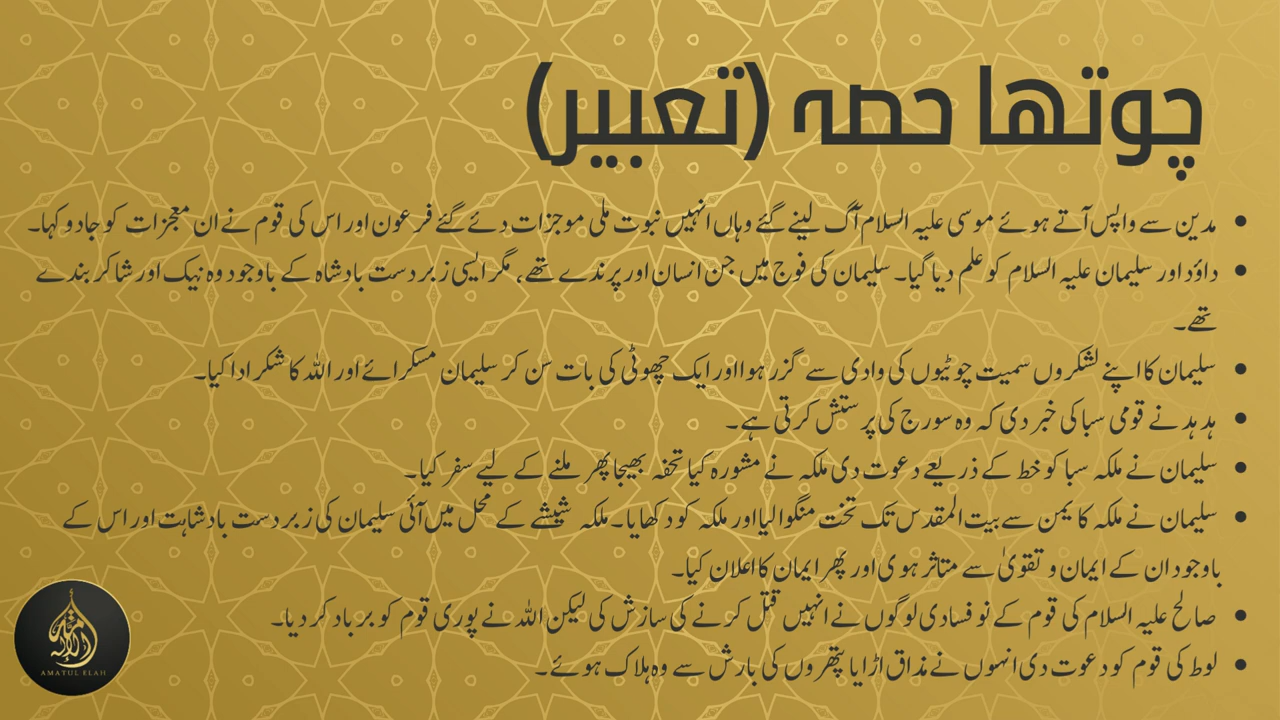 چوتھا حصہ (تعبیر)
• مدین سے واپس آتے ہوئے موسی علیہ السلام آگ لینے گئے وہاں انہیں نبوت ملی موجزات دئے گئے فرعون اور اس کی قوم نے ان معجزات کو جادو کہا۔
• داؤد اور سلیمان علیہ السلام کو علم دیا گیا۔ سلیمان کی فوج میں جن انسان اور پرندے تھے، مگر ایسی زبردست بادشاہ کے باوجود وہ نیک اور شاکر بندے
تھے۔
• سلیمان کا اپنے لشکروں سمیت چوٹیوں کی وادی سے گزر ہوا اور ایک چھوٹی کی بات سن کر سلیمان مسکرائے اور اللہ کا شکر ادا کیا۔
• ہد ہد نے قومی سبا کی خبر دی کہ وہ سورج کی پرستش کرتی ہے۔
• سلیمان نے ملکہ سبا کو خط کے ذریعے دعوت دی ملکہ نے مشورہ کیا تحفہ بھیجا پھر ملنے کے لیے سفر کیا۔
• سلیمان نے ملکہ کا یمن سے بیت المقدس تک تخت منگوالیا اور ملکہ کو دکھایا۔ ملکہ شیشے کے محل میں آئی سلیمان کی زبردست بادشاہت اور اس کے
باوجود ان کے ایمان و تقویٰ سے متاثر ہوی اور پھر ایمان کا اعلان کیا۔
• صالح علیہ السلام کی قوم کے نو فسادی لوگوں نے انہیں قتل کرنے کی سازش کی لیکن اللہ نے پوری قوم کو برباد کر دیا۔
• لوط کی قوم کو دعوت دی انہوں نے مذاق اڑایا پتھروں کی بارش سے وہ ہلاک ہوئے۔
AMATUL ELAH